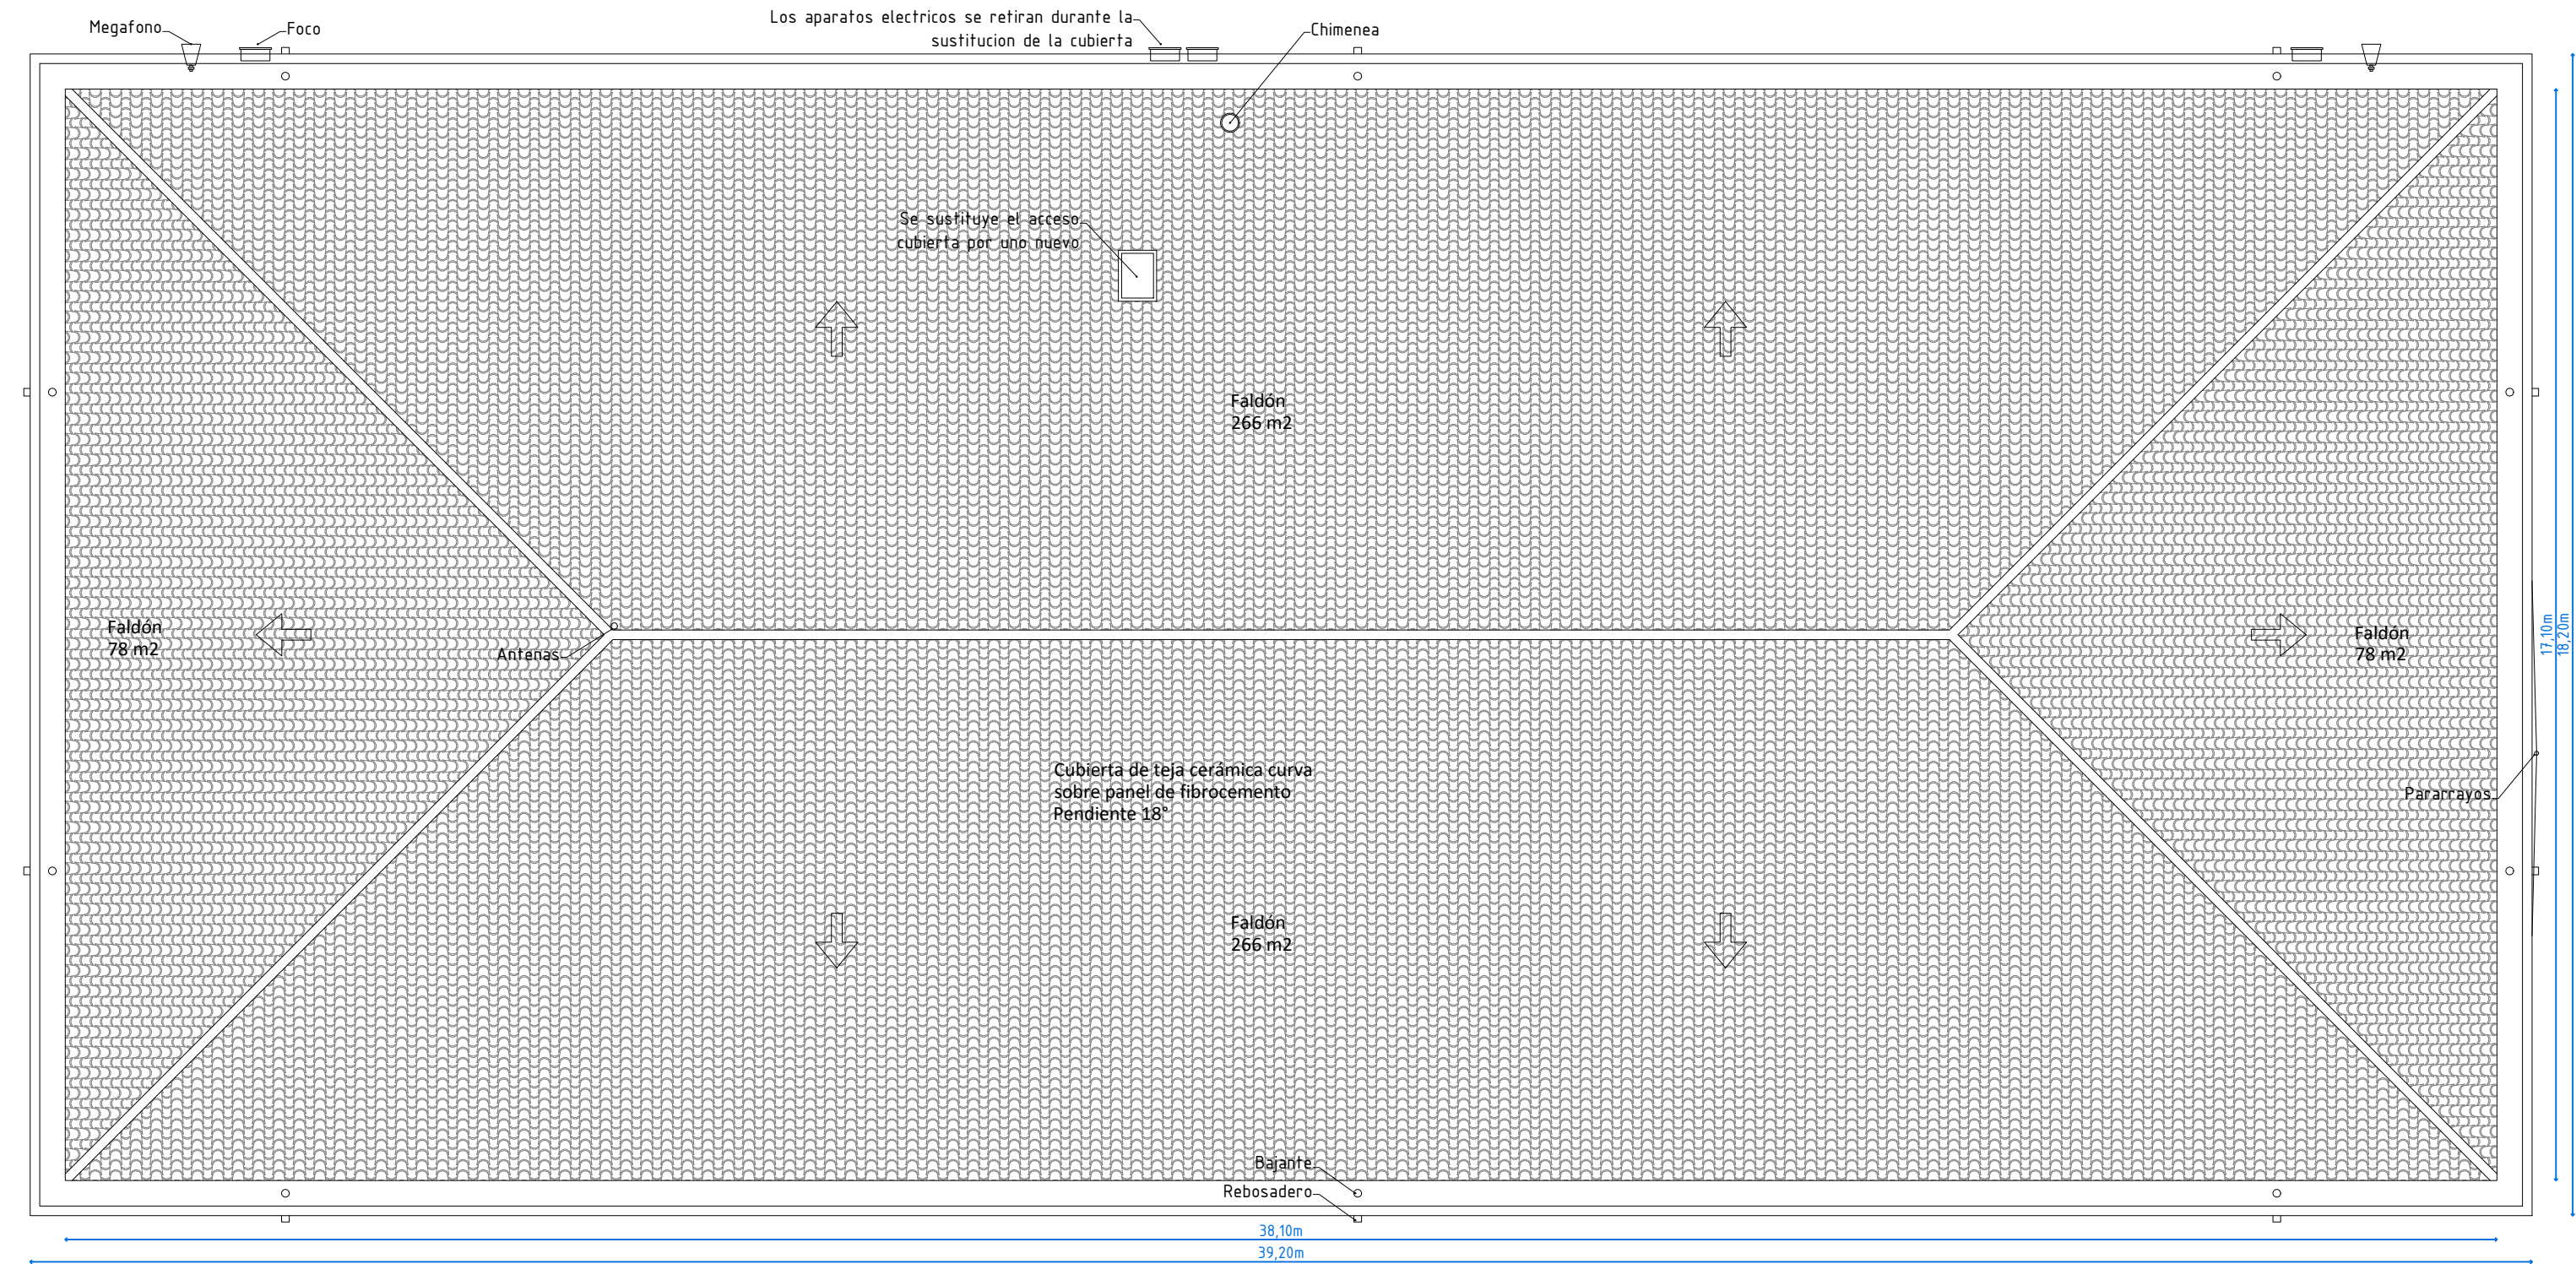 Megafono
Foco
Los aparatos electricos se retiran durante la
sustitucion de la cubierta
Chimenea
Se sustituye el acceso
cubierta por uno nuevo
Faldón
266 m2
Faldón
78 m2
Antenas
Faldón
78 m2
17,10m
18,20m
Cubierta de teja cerámica curva
sobre panel de fibrocemento
Pendiente 18°
Pararrayos
Faldón
266 m2
Bajante
Rebosadero
38,10m
39,20m